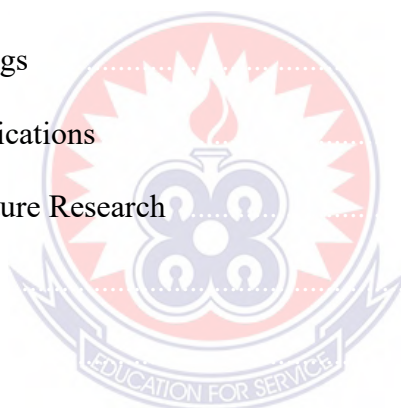 gs ........................
ications ........................
ure Research ........................
........................
........................
EDUCATION FOR SERVICE